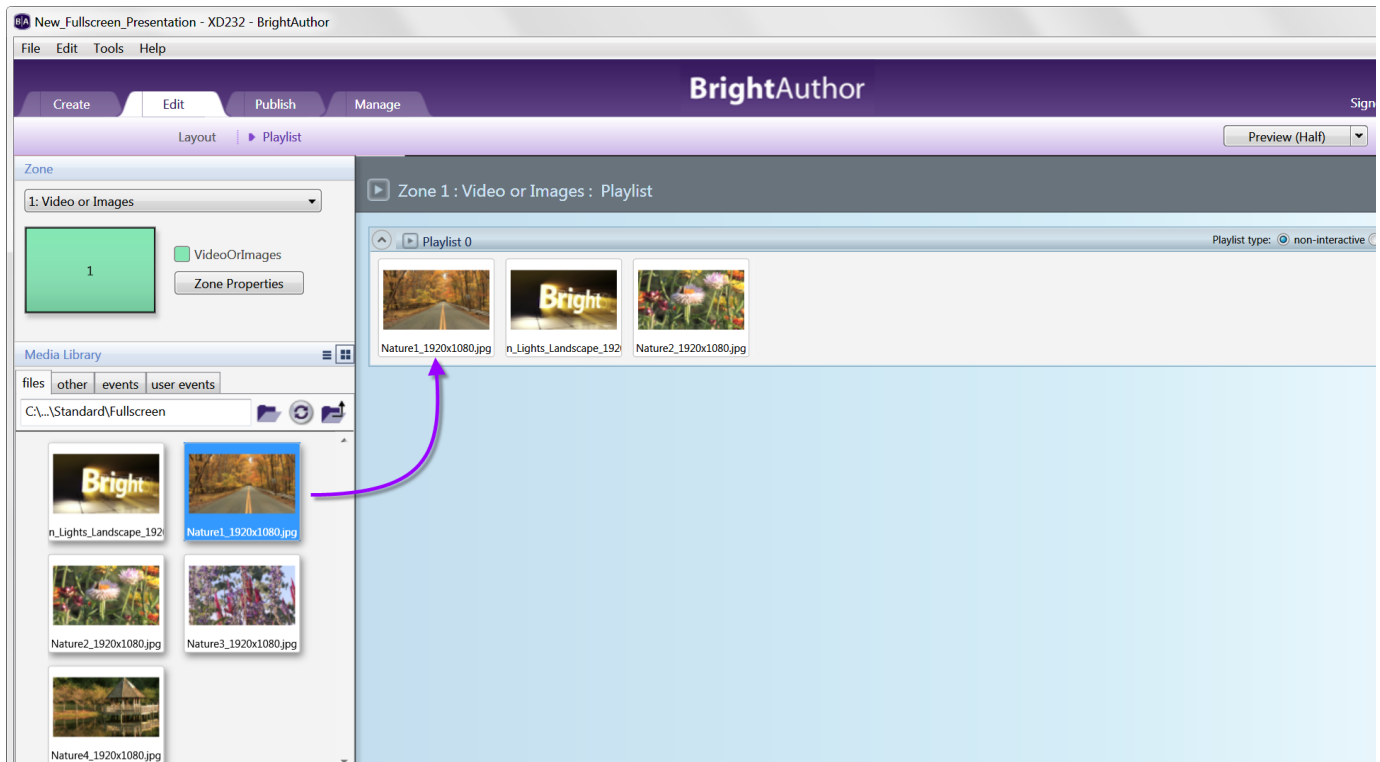 BA New_Fullscreen_Presentation - XD232 - BrightAuthor
File Edit Tools Help
BrightAuthor
Create Edit Publish Manage
Signe
Layout Playlist
Preview (Half)
Zone
1: Video or Images
Zone 1 : Video or Images : Playlist
1
VideoOrImages
Zone Properties
Playlist 0
Playlist type: non-interactive
Bright
Nature1_1920x1080.jpg n_Lights_Landscape_192 Nature2_1920x1080.jpg
Media Library
files other events user events
C:\...\Standard\Fullscreen
Bright
n_Lights_Landscape_192 Nature1_1920x1080.jpg
Nature2_1920x1080.jpg Nature3_1920x1080.jpg
Nature4_1920x1080.jpg